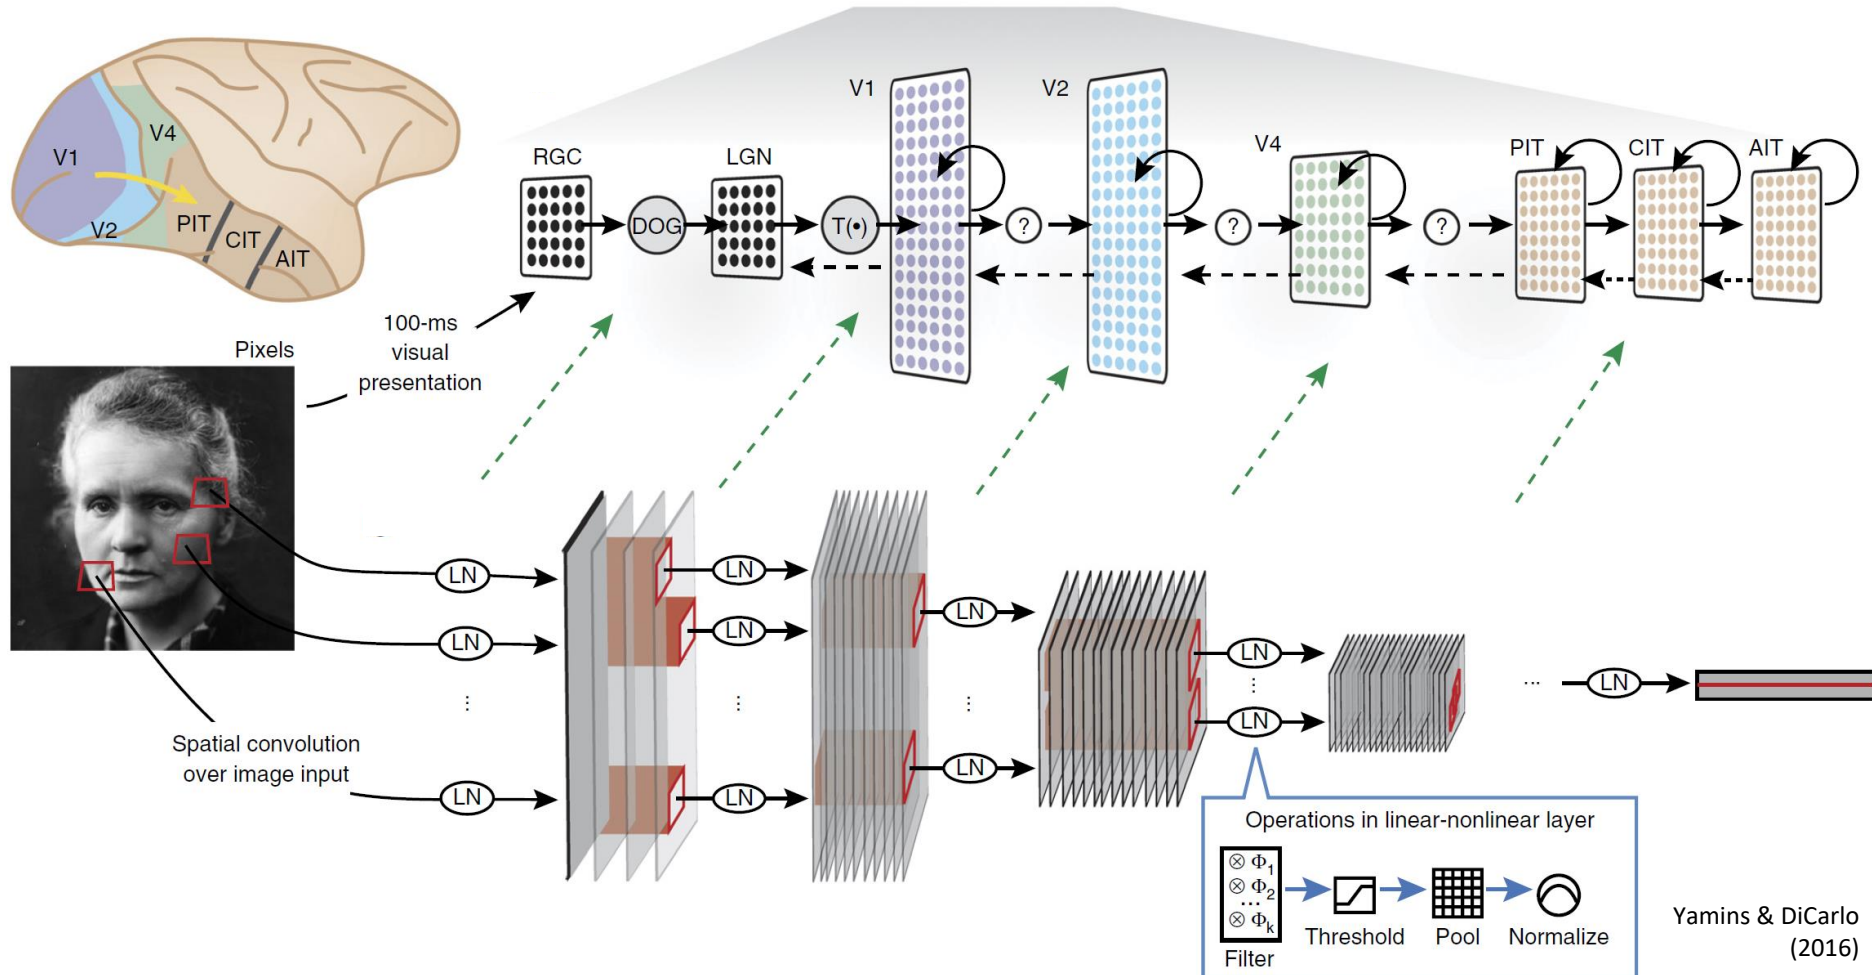 V1
V2
V4
PIT
CIT
AIT
RGC
DOG
LGN
T(•)
V1
?
V2
?
V4
?
PIT
CIT
AIT
100-ms
visual
presentation
Pixels
LN
LN
LN
LN
LN
⋮
LN
⋮
LN
⋮
LN
LN
⋮
LN
...
LN
LN
LN
Spatial convolution
over image input
Operations in linear-nonlinear layer
⊗ Φ1
⊗ Φ2
...
⊗ Φk
Filter
Threshold
Pool
Normalize
Yamins & DiCarlo
(2016)